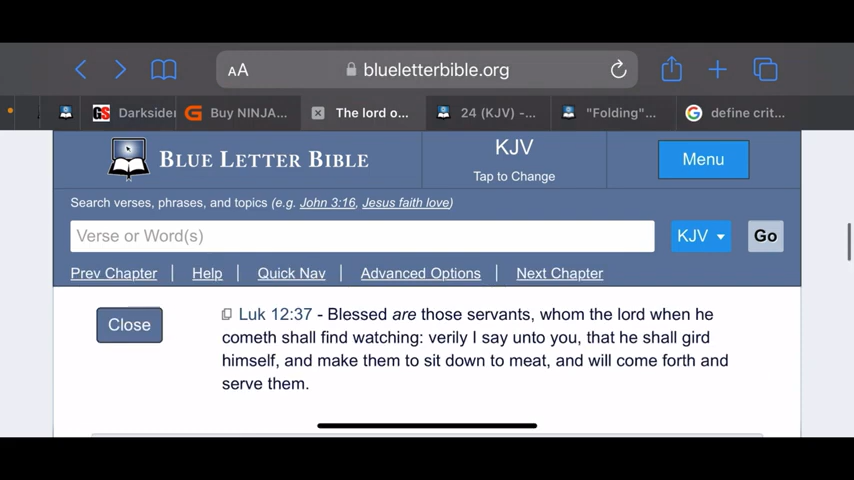 AA blueletterbible.org
GS Darksider Buy NINJA... The lord o... 24 (KJV) -... "Folding"... define crit...
BLUE LETTER BIBLE KJV Menu
Tap to Change
Search verses, phrases, and topics (e.g. John 3:16, Jesus faith love)
Verse or Word(s) KJV Go
Prev Chapter Help Quick Nav Advanced Options Next Chapter
Close
Luk 12:37 - Blessed are those servants, whom the lord when he
cometh shall find watching: verily I say unto you, that he shall gird
himself, and make them to sit down to meat, and will come forth and
serve them.